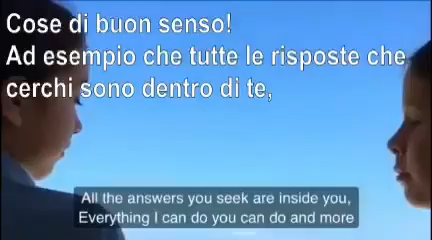 Cose di buon senso!
Ad esempio che tutte le risposte che
cerchi sono dentro di te,
All the answers you seek are inside you,
Everything I can do you can do and more